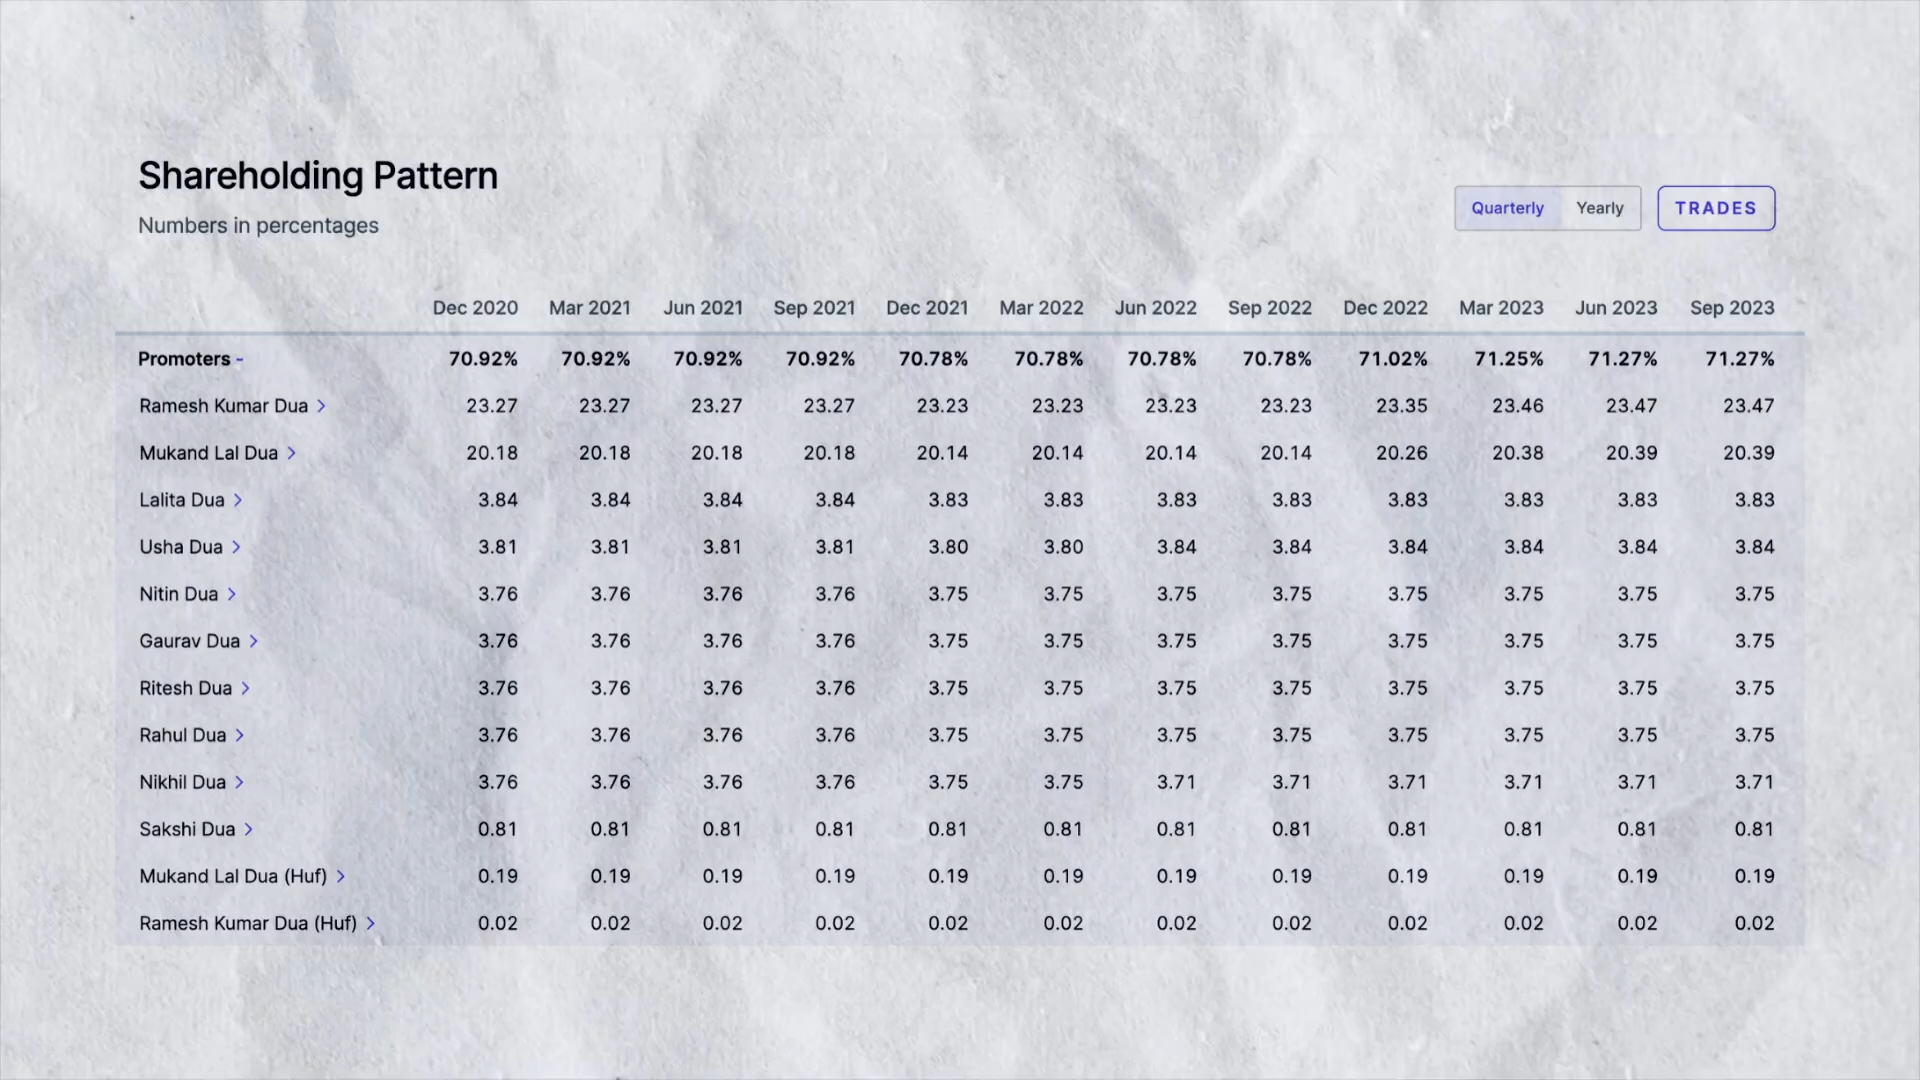 Shareholding Pattern
Numbers in percentages
Quarterly Yearly TRADES
Dec 2020 Mar 2021 Jun 2021 Sep 2021 Dec 2021 Mar 2022 Jun 2022 Sep 2022 Dec 2022 Mar 2023 Jun 2023 Sep 2023
Promoters - 70.92% 70.92% 70.92% 70.92% 70.78% 70.78% 70.78% 70.78% 71.02% 71.25% 71.27% 71.27%
Ramesh Kumar Dua > 23.27 23.27 23.27 23.27 23.23 23.23 23.23 23.23 23.35 23.46 23.47 23.47
Mukand Lal Dua > 20.18 20.18 20.18 20.18 20.14 20.14 20.14 20.14 20.26 20.38 20.39 20.39
Lalita Dua > 3.84 3.84 3.84 3.84 3.83 3.83 3.83 3.83 3.83 3.83 3.83 3.83
Usha Dua > 3.81 3.81 3.81 3.81 3.80 3.80 3.84 3.84 3.84 3.84 3.84 3.84
Nitin Dua > 3.76 3.76 3.76 3.76 3.75 3.75 3.75 3.75 3.75 3.75 3.75 3.75
Gaurav Dua > 3.76 3.76 3.76 3.76 3.75 3.75 3.75 3.75 3.75 3.75 3.75 3.75
Ritesh Dua > 3.76 3.76 3.76 3.76 3.75 3.75 3.75 3.75 3.75 3.75 3.75 3.75
Rahul Dua > 3.76 3.76 3.76 3.76 3.75 3.75 3.75 3.75 3.75 3.75 3.75 3.75
Nikhil Dua > 3.76 3.76 3.76 3.76 3.75 3.75 3.71 3.71 3.71 3.71 3.71 3.71
Sakshi Dua > 0.81 0.81 0.81 0.81 0.81 0.81 0.81 0.81 0.81 0.81 0.81 0.81
Mukand Lal Dua (Huf) > 0.19 0.19 0.19 0.19 0.19 0.19 0.19 0.19 0.19 0.19 0.19 0.19
Ramesh Kumar Dua (Huf) > 0.02 0.02 0.02 0.02 0.02 0.02 0.02 0.02 0.02 0.02 0.02 0.02